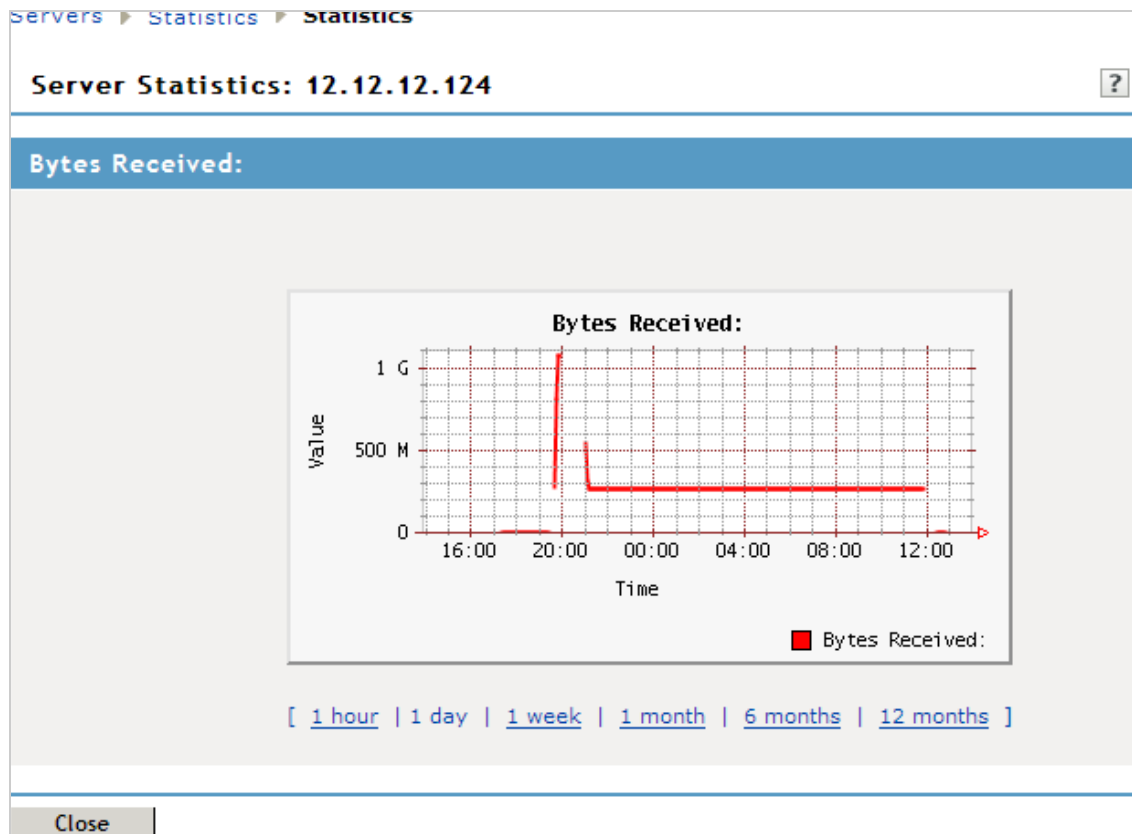 Servers Statistics Statistics
Server Statistics: 12.12.12.124 ?
Bytes Received:
Bytes Received:
1 G
500 M
0
Value
16:00 20:00 00:00 04:00 08:00 12:00
Time
Bytes Received:
[ 1 hour | 1 day | 1 week | 1 month | 6 months | 12 months ]
Close